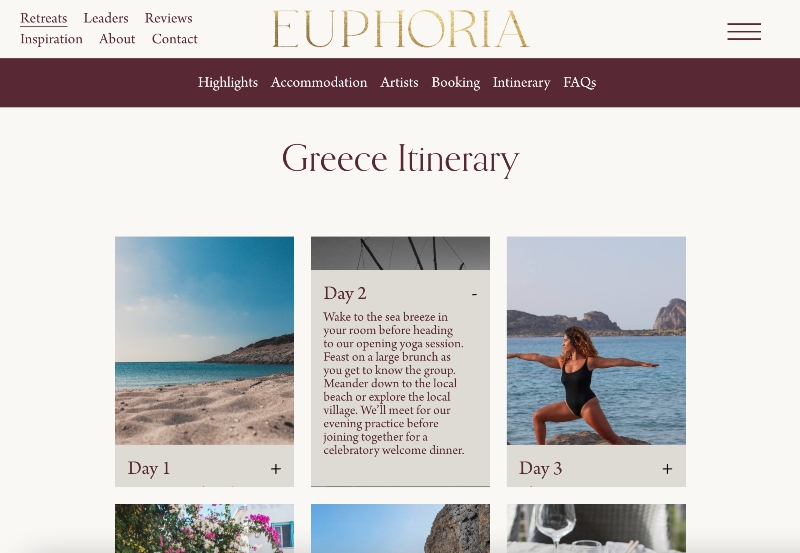 Retreats Leaders Reviews
Inspiration About Contact
EUPHORIA
Highlights Accommodation Artists Booking Intinerary FAQs
Greece Itinerary
Day 2 -
Wake to the sea breeze in
your room before heading
to our opening yoga session.
Feast on a large brunch as
you get to know the group.
Meander down to the local
beach or explore the local
village. We'll meet for our
evening practice before
joining together for a
celebratory welcome dinner.
Day 1 +
Day 3 +